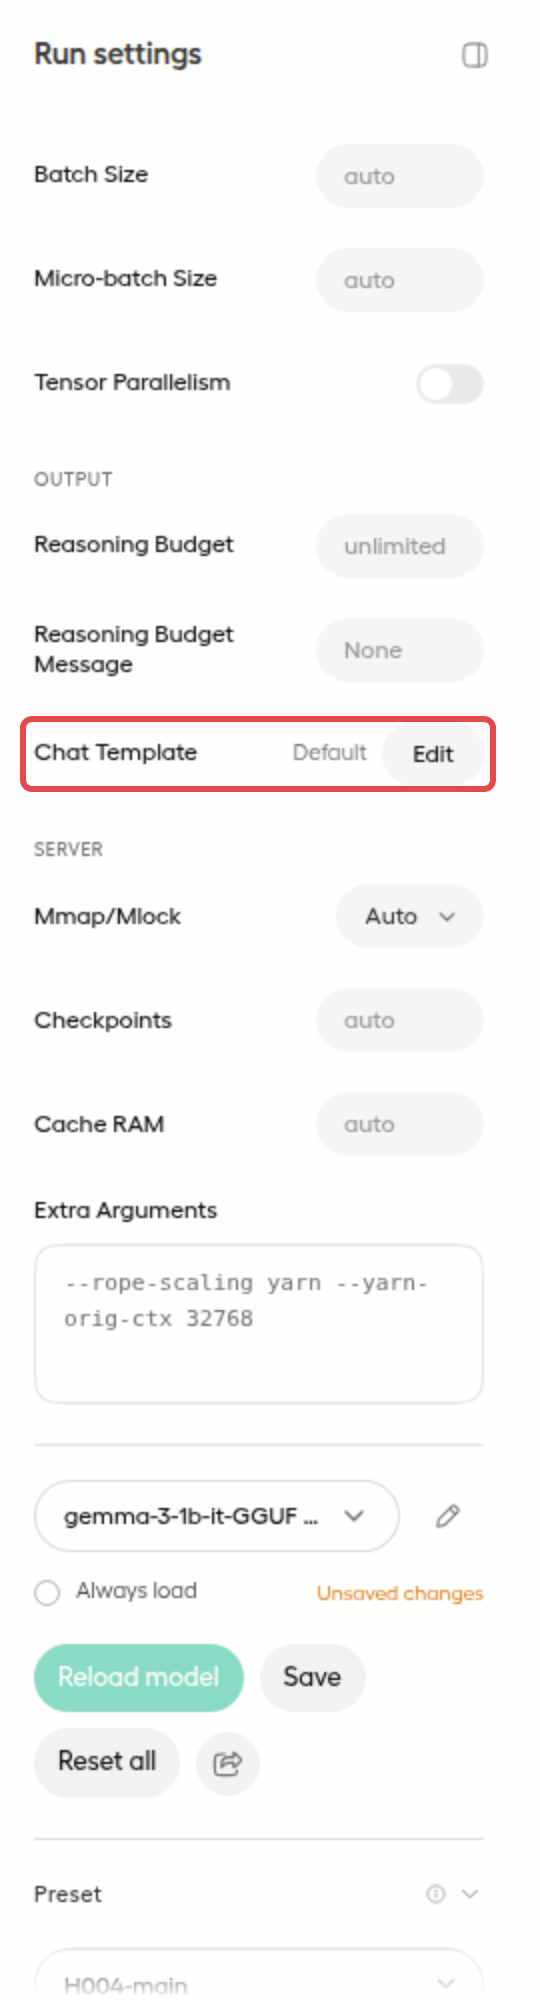 Run settings
Batch Size auto
Micro-batch Size auto
Tensor Parallelism
OUTPUT
Reasoning Budget unlimited
Reasoning Budget
Message
None
Chat Template Default Edit
SERVER
Mmap/Mlock Auto
Checkpoints auto
Cache RAM auto
Extra Arguments
--rope-scaling yarn --yarn-
orig-ctx 32768
gemma-3-1b-it-GGUF ...
Always load Unsaved changes
Reload model Save
Reset all
Preset
H004-main